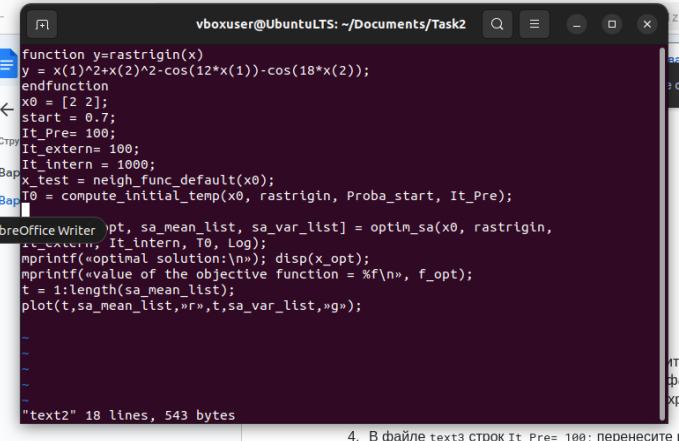 vboxuser@UbuntuLTS: ~/Documents/Task2
function y=rastrigin(x)
y = x(1)^2+x(2)^2-cos(12*x(1))-cos(18*x(2));
endfunction
x0 = [2 2];
start = 0.7;
It_Pre= 100;
It_extern= 100;
It_intern = 1000;
x_test = neigh_func_default(x0);
T0 = compute_initial_temp(x0, rastrigin, Proba_start, It_Pre);
opt, sa_mean_list, sa_var_list] = optim_sa(x0, rastrigin,
It_extern, It_intern, T0, Log);
mprintf(«optimal solution:\n»); disp(x_opt);
mprintf(«value of the objective function = %f\n», f_opt);
t = 1:length(sa_mean_list);
plot(t,sa_mean_list,»r»,t,sa_var_list,»g»);
~
~
~
~
~
"text2" 18 lines, 543 bytes
breOffice Writer
Стру
Вар
Вар
4. В файле text3 строк It_Pre= 100; перенесите